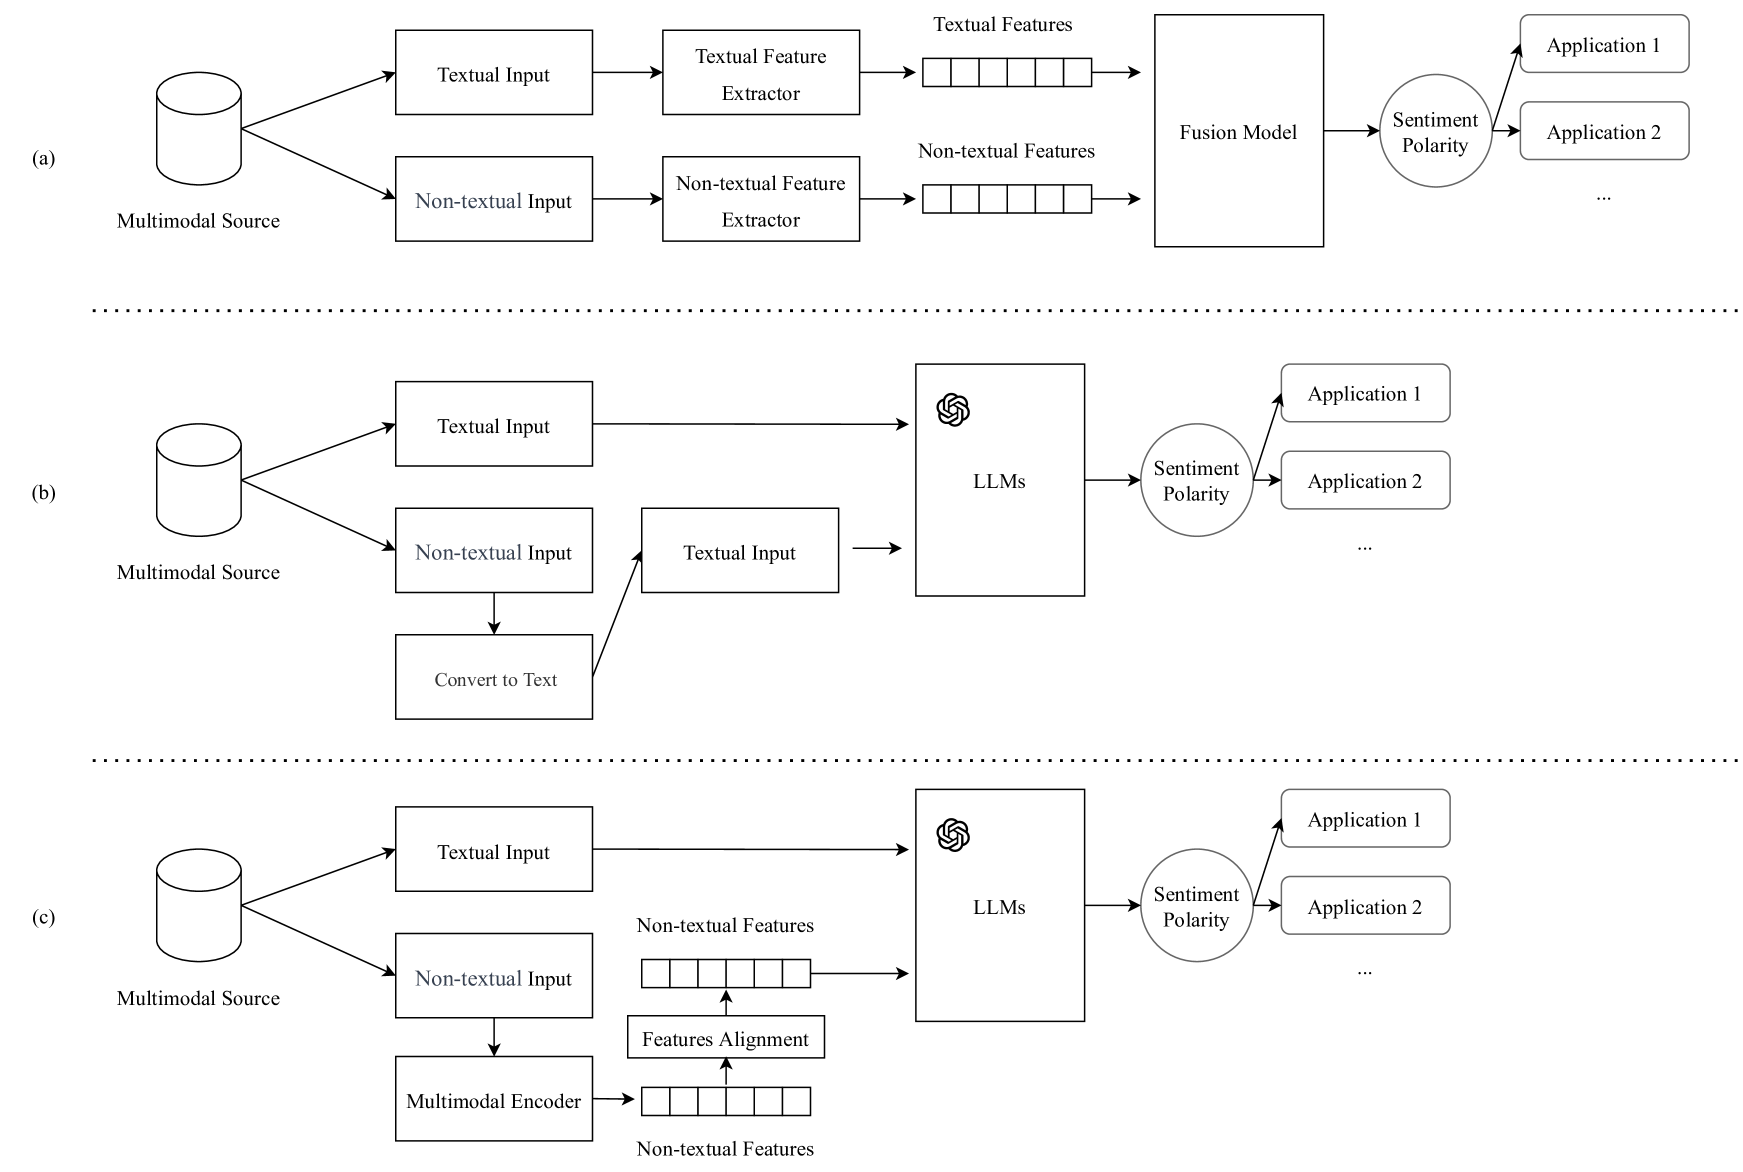 (a)
Multimodal Source
Textual Input
Non-textual Input
Textual Feature
Extractor
Non-textual Feature
Extractor
Textual Features
Non-textual Features
Fusion Model
Sentiment
Polarity
Application 1
Application 2
...
(b)
Multimodal Source
Textual Input
Non-textual Input
Convert to Text
Textual Input
LLMs
Sentiment
Polarity
Application 1
Application 2
...
(c)
Multimodal Source
Textual Input
Non-textual Input
Multimodal Encoder
Non-textual Features
Features Alignment
Non-textual Features
LLMs
Sentiment
Polarity
Application 1
Application 2
...